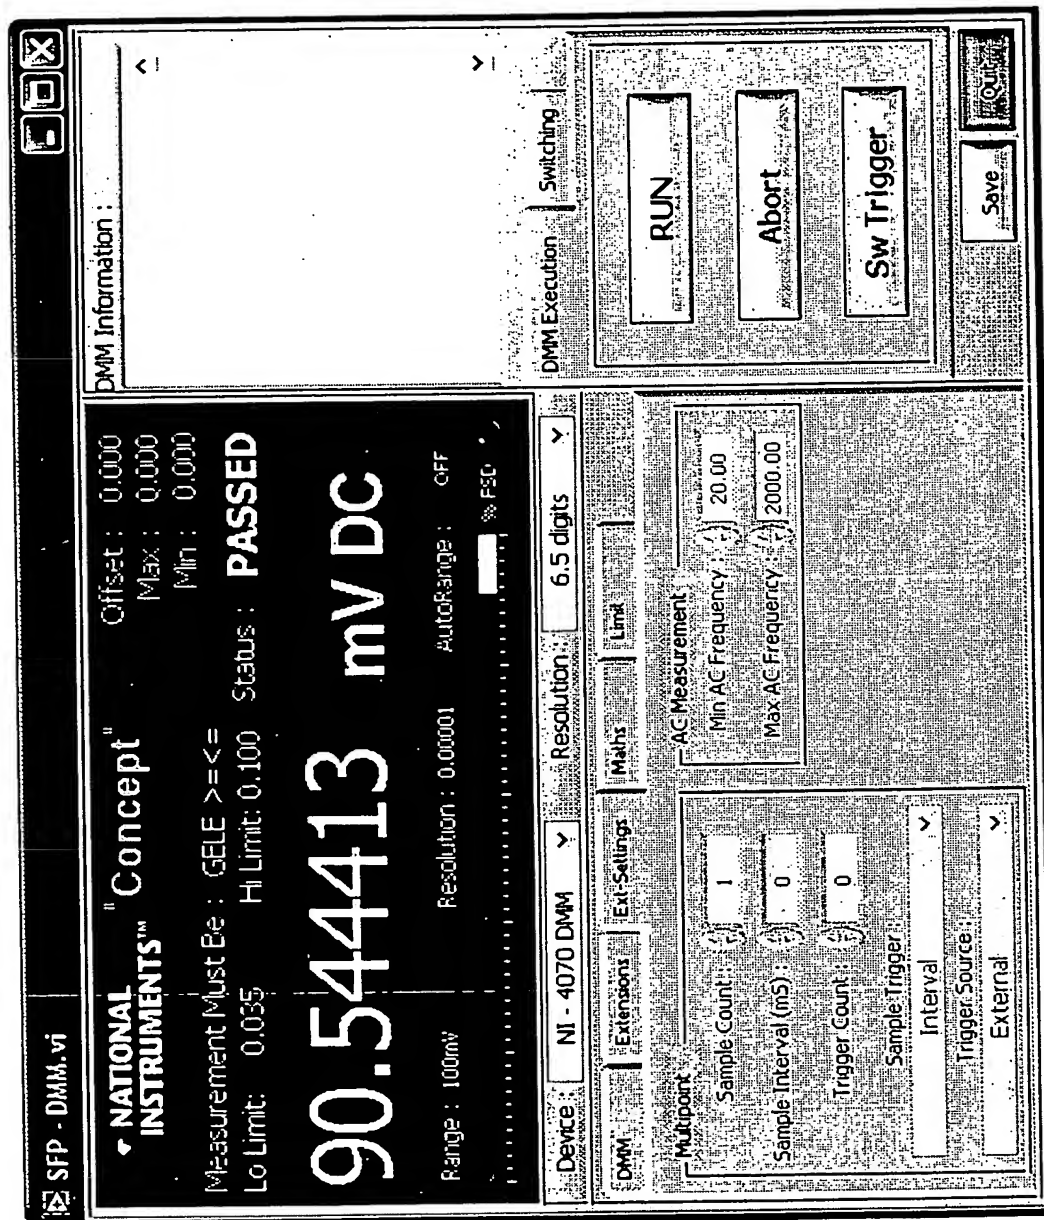 SFP - DMM.vi
NATIONAL
INSTRUMENTS™ "Concept"
Offset : 0.000
Max : 0.000
Min : 0.000
Measurement Must Be : GELE >=<=
Lo Limit: 0.035 Hi Limit: 0.100 Status : PASSED
90.544413 mV DC
Range : 100mV Resolution : 0.00001 AutoRange : OFF
% FSD
Device : NI - 4070 DMM Resolution : 6.5 digits
DMM Extensions Ext-Settings Maths Limit
Multipoint
Sample Count : 1
Sample Interval (mS) : 0
Trigger Count : 0
Sample Trigger :
Interval
Trigger Source :
External
AC Measurement
Min AC Frequency : 20.00
Max AC Frequency : 2000.00
DMM Information :
DMM Execution Switching
RUN
Abort
Sw Trigger
Save Quit